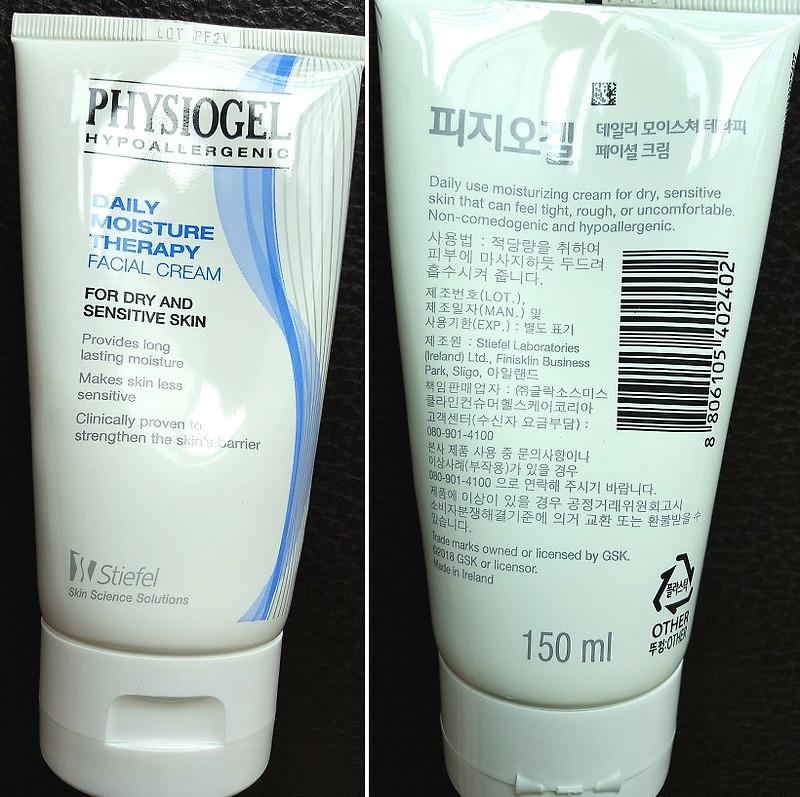 LOT PF2V
PHYSIOGEL
HYPOALLERGENIC
DAILY
MOISTURE
THERAPY
FACIAL CREAM
FOR DRY AND
SENSITIVE SKIN
Provides long
lasting moisture
Makes skin less
sensitive
Clinically proven to
strengthen the skin's barrier
Stiefel
Skin Science Solutions
피지오겔 데일리 모이스쳐 테라피
페이셜 크림
Daily use moisturizing cream for dry, sensitive
skin that can feel tight, rough, or uncomfortable.
Non-comedogenic and hypoallergenic.
사용법 : 적당량을 취하여
피부에 마사지하듯 두드려
흡수시켜 줍니다.
제조번호(LOT.),
제조일자(MAN.) 및
사용기한(EXP.) : 별도 표기
제조원 : Stiefel Laboratories
(Ireland) Ltd., Finisklin Business
Park, Sligo, 아일랜드
책임판매업자 : ㈜글락소스미스
클라인컨슈머헬스케어코리아
고객센터(수신자 요금부담) :
080-901-4100
본사 제품 사용 중 문의사항이나
이상사례(부작용)가 있을 경우
080-901-4100 으로 연락해 주시기 바랍니다.
제품에 이상이 있을 경우 공정거래위원회고시
소비자분쟁해결기준에 의거 교환 또는 환불받을 수
있습니다.
Trade marks owned or licensed by GSK.
©2018 GSK or licensor.
Made in Ireland
8 806105 402402
플라스틱
OTHER
뚜껑:OTHER
150 ml